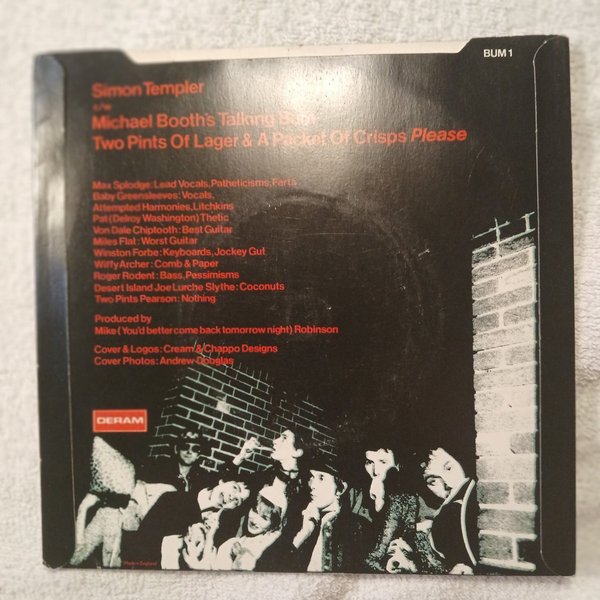 BUM 1
Simon Templer
c/w
Michael Booth's Talking Bum
Two Pints Of Lager & A Packet Of Crisps Please
Max Splodge: Lead Vocals, Patheticisms, Farts
Baby Greensleeves: Vocals,
Attempted Harmonies, Litchkins
Pat (Delroy Washington) Thetic
Von Dale Chiptooth: Best Guitar
Miles Flat: Worst Guitar
Winston Forbe: Keyboards, Jockey Gut
Wiffy Archer: Comb & Paper
Roger Rodent: Bass, Pessimisms
Desert Island Joe Lurche Slythe: Coconuts
Two Pints Pearson: Nothing
Produced by
Mike (You'd better come back tomorrow night) Robinson
Cover & Logos: Cream & Chappo Designs
Cover Photos: Andrew Douglas
DERAM
Made in England